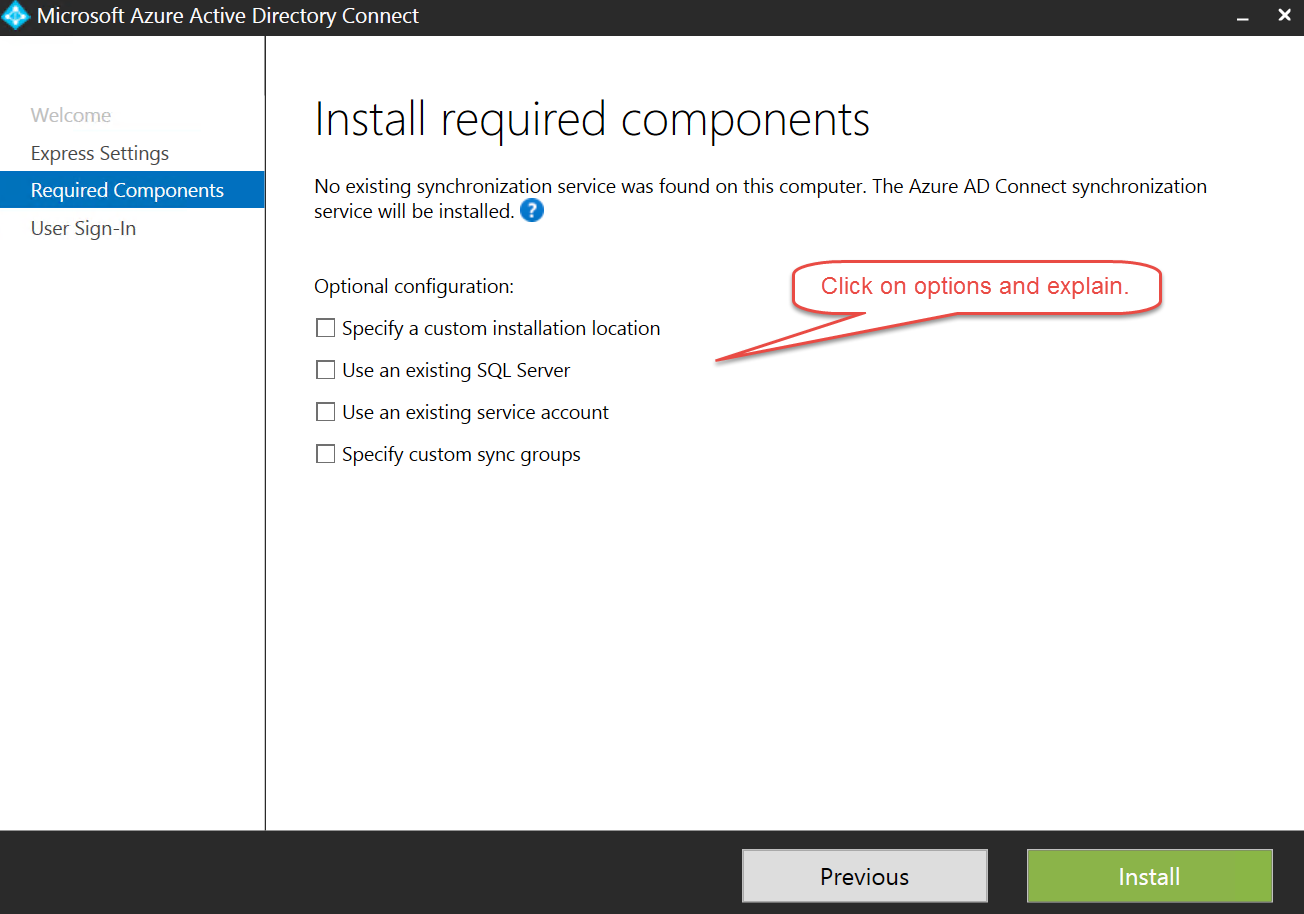 Microsoft Azure Active Directory Connect
Welcome
Express Settings
Required Components
User Sign-In
Install required components
No existing synchronization service was found on this computer. The Azure AD Connect synchronization
service will be installed. ?
Optional configuration:
Click on options and explain.
Specify a custom installation location
Use an existing SQL Server
Use an existing service account
Specify custom sync groups
Previous
Install